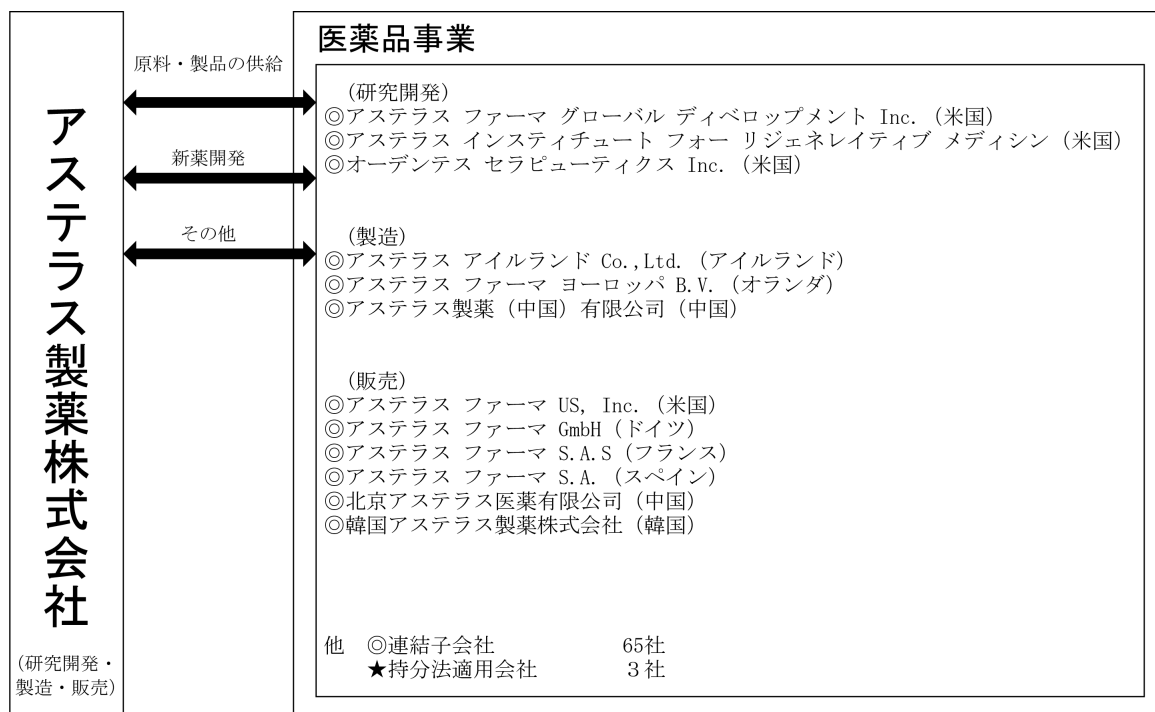 アステラス製薬株式会社
(研究開発・
製造・販売)
原料・製品の供給
新薬開発
その他
医薬品事業
(研究開発)
◎アステラス ファーマ グローバル ディベロップメント Inc. (米国)
◎アステラス インスティチュート フォー リジェネレイティブ メディシン (米国)
◎オーデンテス セラピューティクス Inc. (米国)
(製造)
◎アステラス アイルランド Co.,Ltd. (アイルランド)
◎アステラス ファーマ ヨーロッパ B.V. (オランダ)
◎アステラス製薬 (中国) 有限公司 (中国)
(販売)
◎アステラス ファーマ US, Inc. (米国)
◎アステラス ファーマ GmbH (ドイツ)
◎アステラス ファーマ S.A.S (フランス)
◎アステラス ファーマ S.A. (スペイン)
◎北京アステラス医薬有限公司 (中国)
◎韓国アステラス製薬株式会社 (韓国)
他 ◎連結子会社 65社
★持分法適用会社 3社